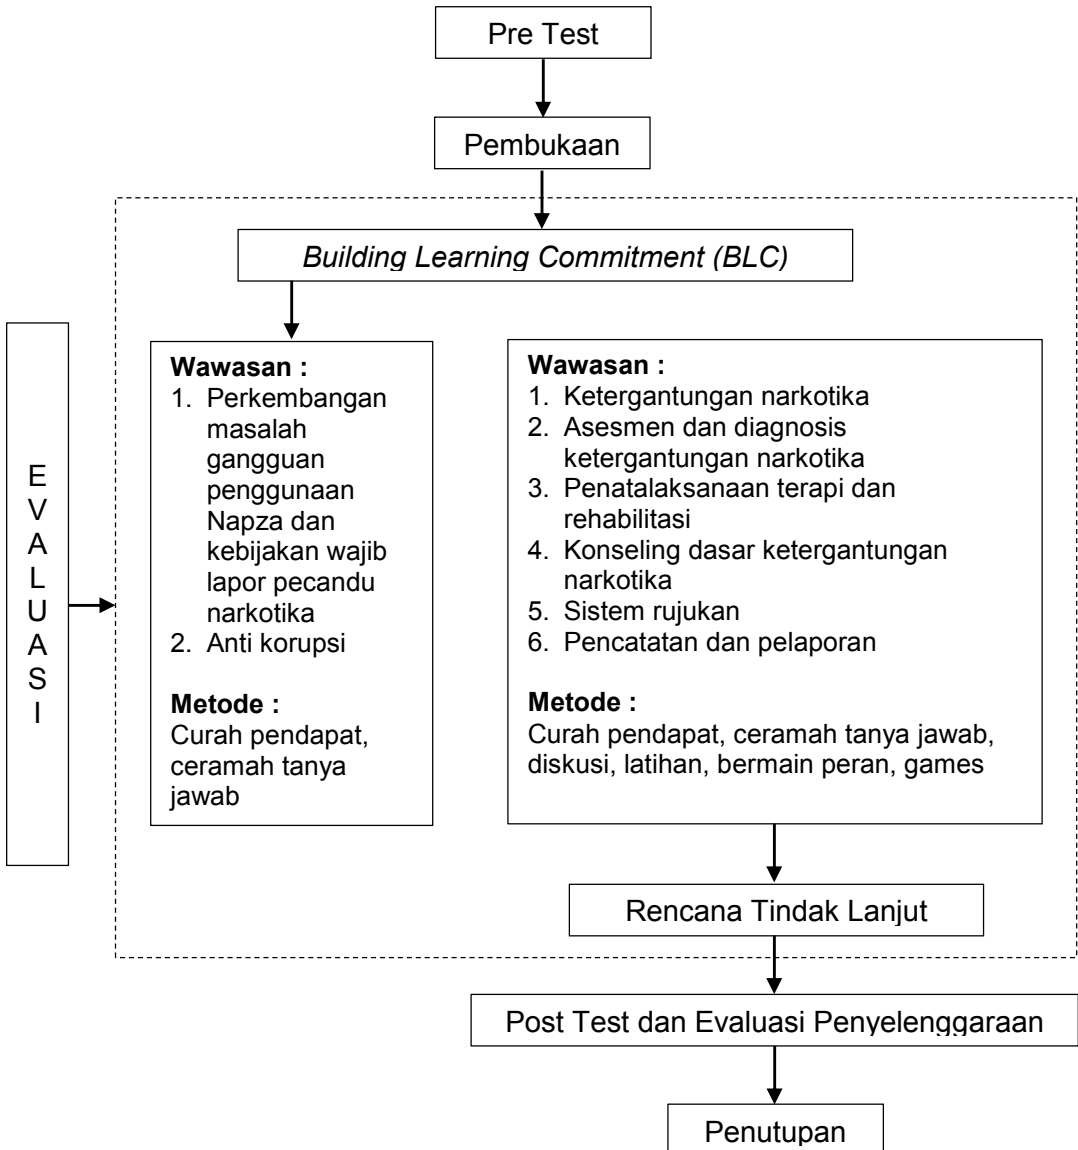 Pre Test
Pembukaan
Building Learning Commitment (BLC)
E
V
A
L
U
A
S
I
Wawasan :
1. Perkembangan
masalah
gangguan
penggunaan
Napza dan
kebijakan wajib
lapor pecandu
narkotika
2. Anti korupsi
Metode :
Curah pendapat,
ceramah tanya
jawab
Wawasan :
1. Ketergantungan narkotika
2. Asesmen dan diagnosis
ketergantungan narkotika
3. Penatalaksanaan terapi dan
rehabilitasi
4. Konseling dasar ketergantungan
narkotika
5. Sistem rujukan
6. Pencatatan dan pelaporan
Metode :
Curah pendapat, ceramah tanya jawab,
diskusi, latihan, bermain peran, games
Rencana Tindak Lanjut
Post Test dan Evaluasi Penyelenggaraan
Penutupan